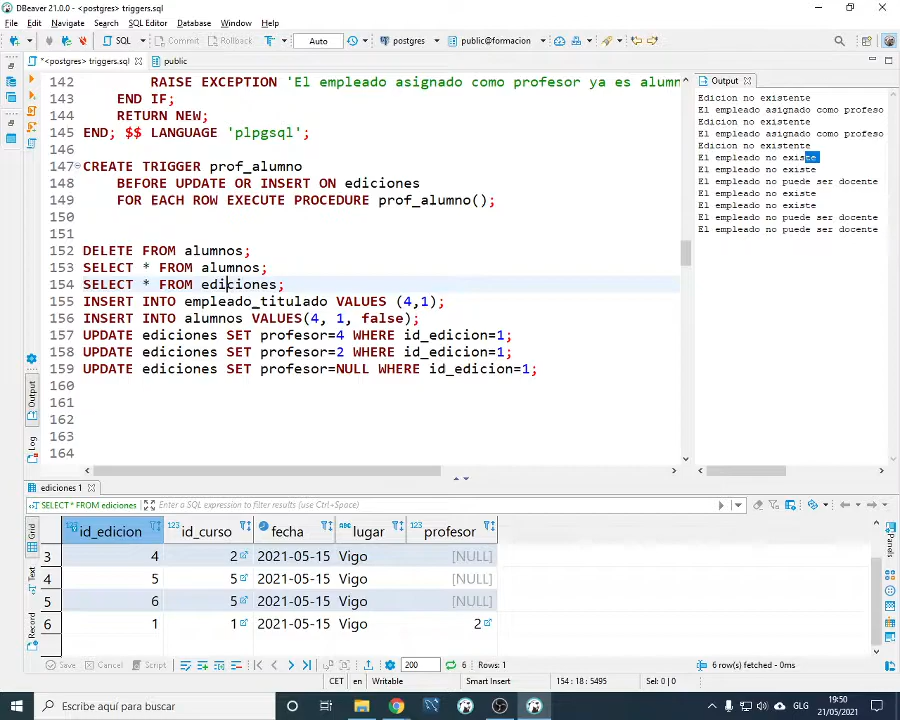 DBeaver 21.0.0 - <postgres> triggers.sql
File Edit Navigate Search SQL Editor Database Window Help
SQL Commit Rollback T Auto postgres public@formacion
*<postgres> triggers.sql public
142 RAISE EXCEPTION 'El empleado asignado como profesor ya es alumn
143 END IF;
144 RETURN NEW;
145 END; $$ LANGUAGE 'plpgsql';
146
147 CREATE TRIGGER prof_alumno
148 BEFORE UPDATE OR INSERT ON ediciones
149 FOR EACH ROW EXECUTE PROCEDURE prof_alumno();
150
151
152 DELETE FROM alumnos;
153 SELECT * FROM alumnos;
154 SELECT * FROM ediciones;
155 INSERT INTO empleado_titulado VALUES (4,1);
156 INSERT INTO alumnos VALUES(4, 1, false);
157 UPDATE ediciones SET profesor=4 WHERE id_edicion=1;
158 UPDATE ediciones SET profesor=2 WHERE id_edicion=1;
159 UPDATE ediciones SET profesor=NULL WHERE id_edicion=1;
160
161
162
163
164
Output
Log
Output
Edicion no existente
El empleado asignado como profeso
Edicion no existente
El empleado asignado como profeso
Edicion no existente
El empleado no existe
El empleado no existe
El empleado no puede ser docente
El empleado no existe
El empleado no existe
El empleado no puede ser docente
El empleado no puede ser docente
ediciones 1
SELECT * FROM ediciones Enter a SQL expression to filter results (use Ctrl+Space)
Grid
Text
Record
Panels
id_edicion id_curso fecha lugar profesor
3 4 2 2021-05-15 Vigo [NULL]
4 5 5 2021-05-15 Vigo [NULL]
5 6 5 2021-05-15 Vigo [NULL]
6 1 1 2021-05-15 Vigo 2
Save Cancel Script 200 6 Rows: 1 6 row(s) fetched - 0ms
CET en Writable Smart Insert 154 : 18 : 5495 Sel: 0 | 0
Escribe aquí para buscar
GLG
19:50
21/05/2021